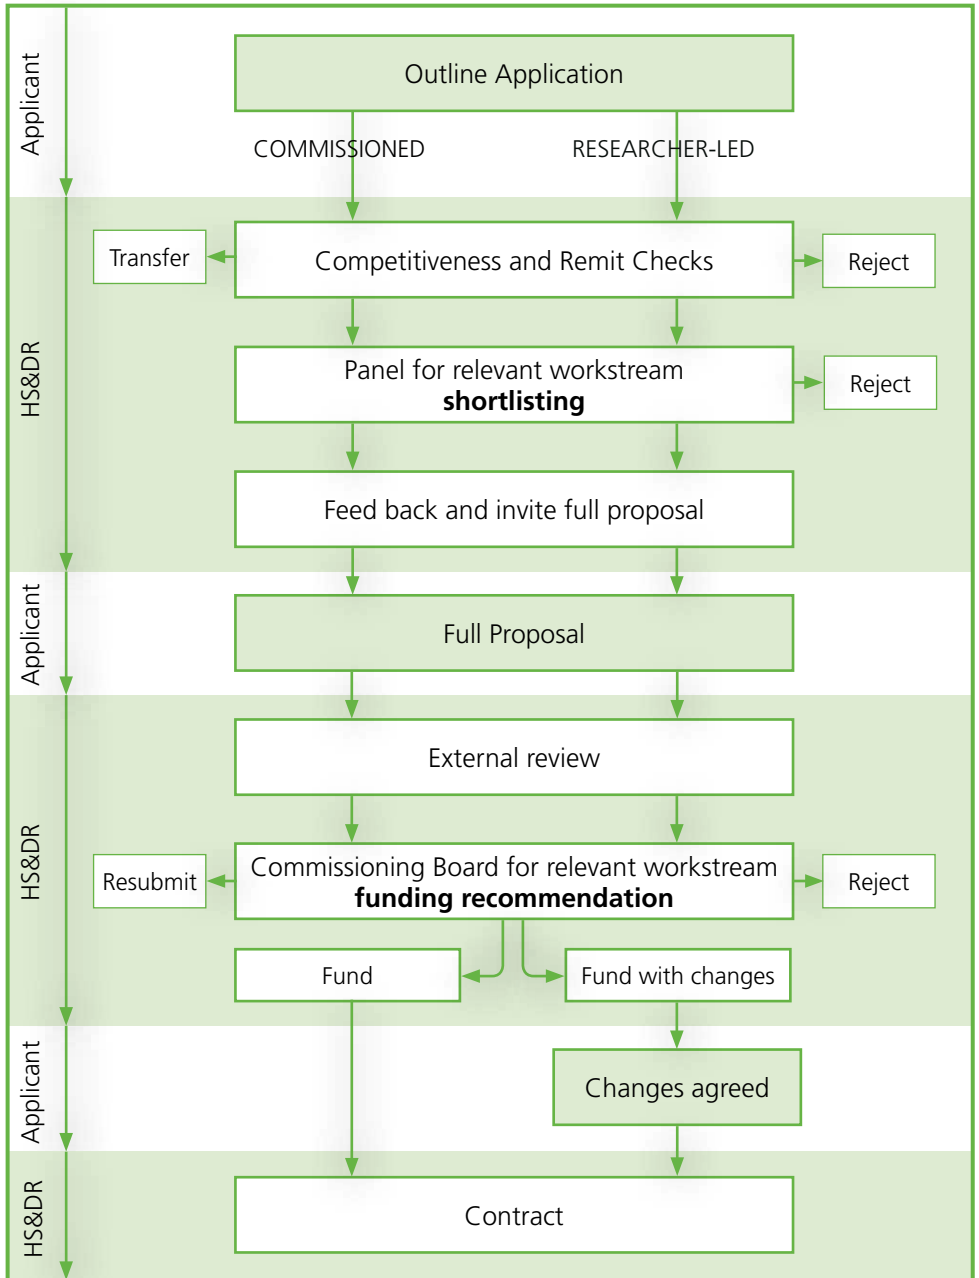 Applicant
Outline Application
COMMISSIONED
RESEARCHER-LED
HS&DR
Transfer
Competitiveness and Remit Checks
Reject
Panel for relevant workstream
shortlisting
Reject
Feed back and invite full proposal
Applicant
Full Proposal
HS&DR
External review
Resubmit
Commissioning Board for relevant workstream
funding recommendation
Reject
Fund
Fund with changes
Applicant
Changes agreed
HS&DR
Contract